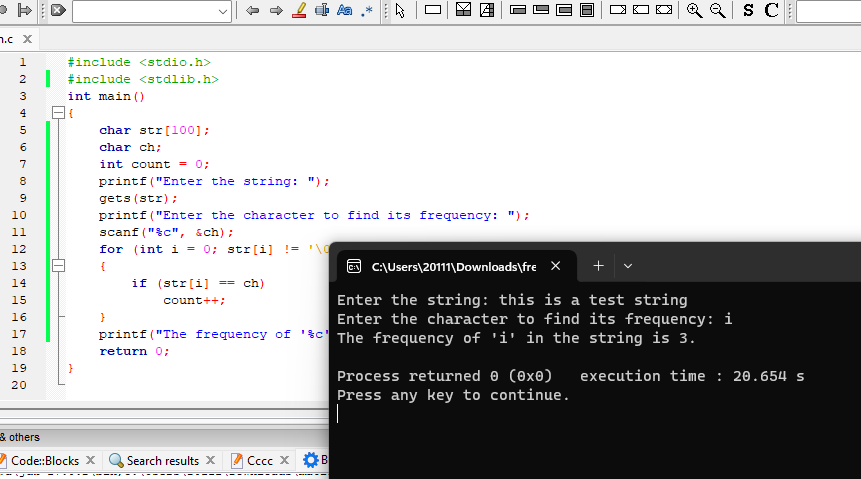 n.c
1 #include <stdio.h>
2 #include <stdlib.h>
3 int main()
4 {
5 char str[100];
6 char ch;
7 int count = 0;
8 printf("Enter the string: ");
9 gets(str);
10 printf("Enter the character to find its frequency: ");
11 scanf("%c", &ch);
12 for (int i = 0; str[i] != '\0
13 {
14 if (str[i] == ch)
15 count++;
16 }
17 printf("The frequency of '%c'
18 return 0;
19 }
20
C:\Users\20111\Downloads\fre
Enter the string: this is a test string
Enter the character to find its frequency: i
The frequency of 'i' in the string is 3.
Process returned 0 (0x0) execution time : 20.654 s
Press any key to continue.
& others
Code::Blocks Search results Cccc B